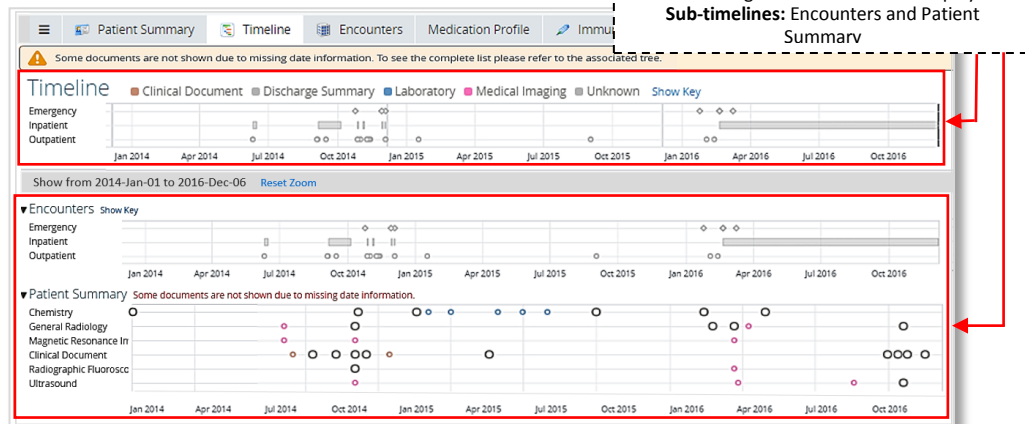 Sub-timelines: Encounters and Patient
Summary
Patient Summary Timeline Encounters Medication Profile
Some documents are not shown due to missing date information. To see the complete list please refer to the associated tree.
Timeline Clinical Document Discharge Summary Laboratory Medical Imaging Unknown Show Key
Emergency
Inpatient
Outpatient
Jan 2014 Apr 2014 Jul 2014 Oct 2014 Jan 2015 Apr 2015 Jul 2015 Oct 2015 Jan 2016 Apr 2016 Jul 2016 Oct 2016
Show from 2014-Jan-01 to 2016-Dec-06 Reset Zoom
Encounters Show Key
Emergency
Inpatient
Outpatient
Jan 2014 Apr 2014 Jul 2014 Oct 2014 Jan 2015 Apr 2015 Jul 2015 Oct 2015 Jan 2016 Apr 2016 Jul 2016 Oct 2016
Patient Summary Some documents are not shown due to missing date information.
Chemistry
General Radiology
Magnetic Resonance Im
Clinical Document
Radiographic Fluorosco
Ultrasound
Jan 2014 Apr 2014 Jul 2014 Oct 2014 Jan 2015 Apr 2015 Jul 2015 Oct 2015 Jan 2016 Apr 2016 Jul 2016 Oct 2016